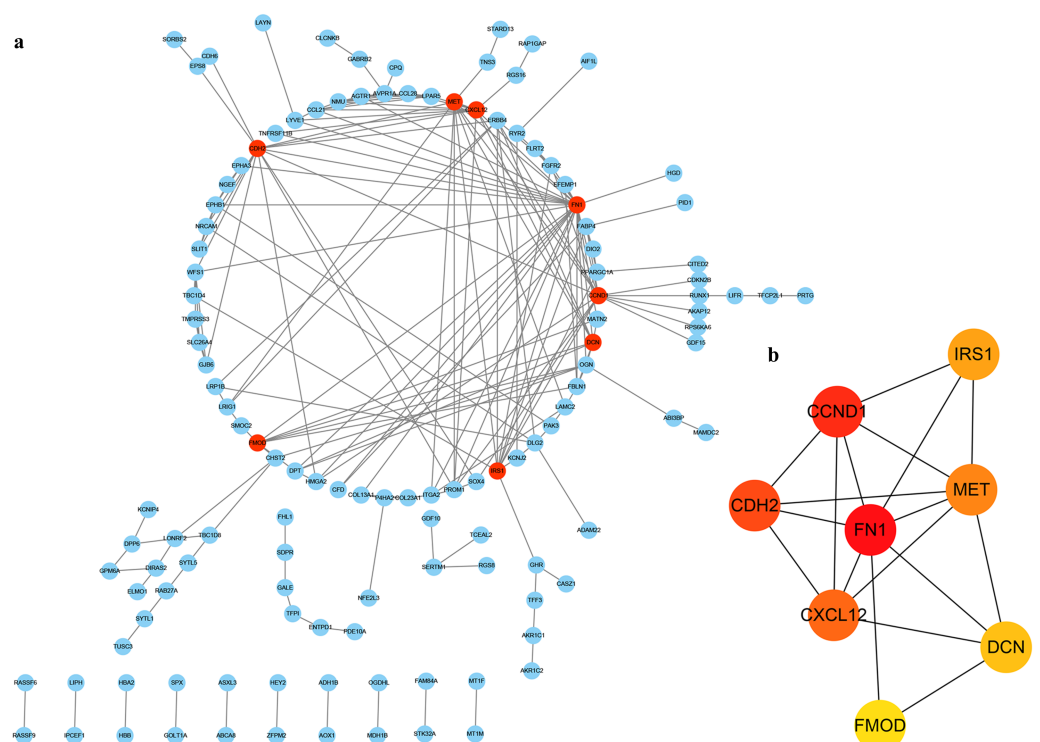 a
LAYN
SORBS2
CDH6
EPS8
CLCNKB
GABRB2
CPQ
STARD13
TNS3
RAP1GAP
RGS16
AIF1L
NMU
AGTR1
AVPR1A
CCL28
LPAR5
MET
CXCL12
CCL21
LYVE1
ERBB4
TNFRSF11B
RYR2
CDH2
FLRT2
EPHA3
FGFR2
HGD
NGEF
EFEMP1
EPHB1
FN1
PID1
NRCAM
FABP4
SLIT1
DIO2
WFS1
PPARGC1A
CITED2
CDKN2B
TBC1D4
CCND1
RUNX1
LIFR
TFCP2L1
PRTG
TMPRSS3
MATN2
AKAP12
RPS6KA6
SLC26A4
DCN
GDF15
GJB6
OGN
LRP1B
FBLN1
LRIG1
LAMC2
SMOC2
PAK3
ABI3BP
MAMDC2
FMOD
DLG2
CHST2
KCNJ2
DPT
IRS1
HMGA2
SOX4
CFD
COL13A1
P4HA2
COL23A1
ITGA2
PROM1
KCNIP4
DPP6
LONRF2
TBC1D8
GPM6A
DIRAS2
SYTL5
ELMO1
RAB27A
SYTL1
TUSC3
FHL1
SDPR
GALE
TFPI
ENTPD1
PDE10A
NFE2L3
GDF10
TCEAL2
SERTM1
RGS8
ADAM22
GHR
CASZ1
TFF3
AKR1C1
AKR1C2
RASSF6
LIPH
HBA2
SPX
ASXL3
HEY2
ADH1B
OGDHL
FAM84A
MT1F
RASSF9
IPCEF1
HBB
GOLT1A
ABCA8
ZFPM2
AOX1
MDH1B
STK32A
MT1M
b
IRS1
CCND1
MET
CDH2
FN1
CXCL12
DCN
FMOD